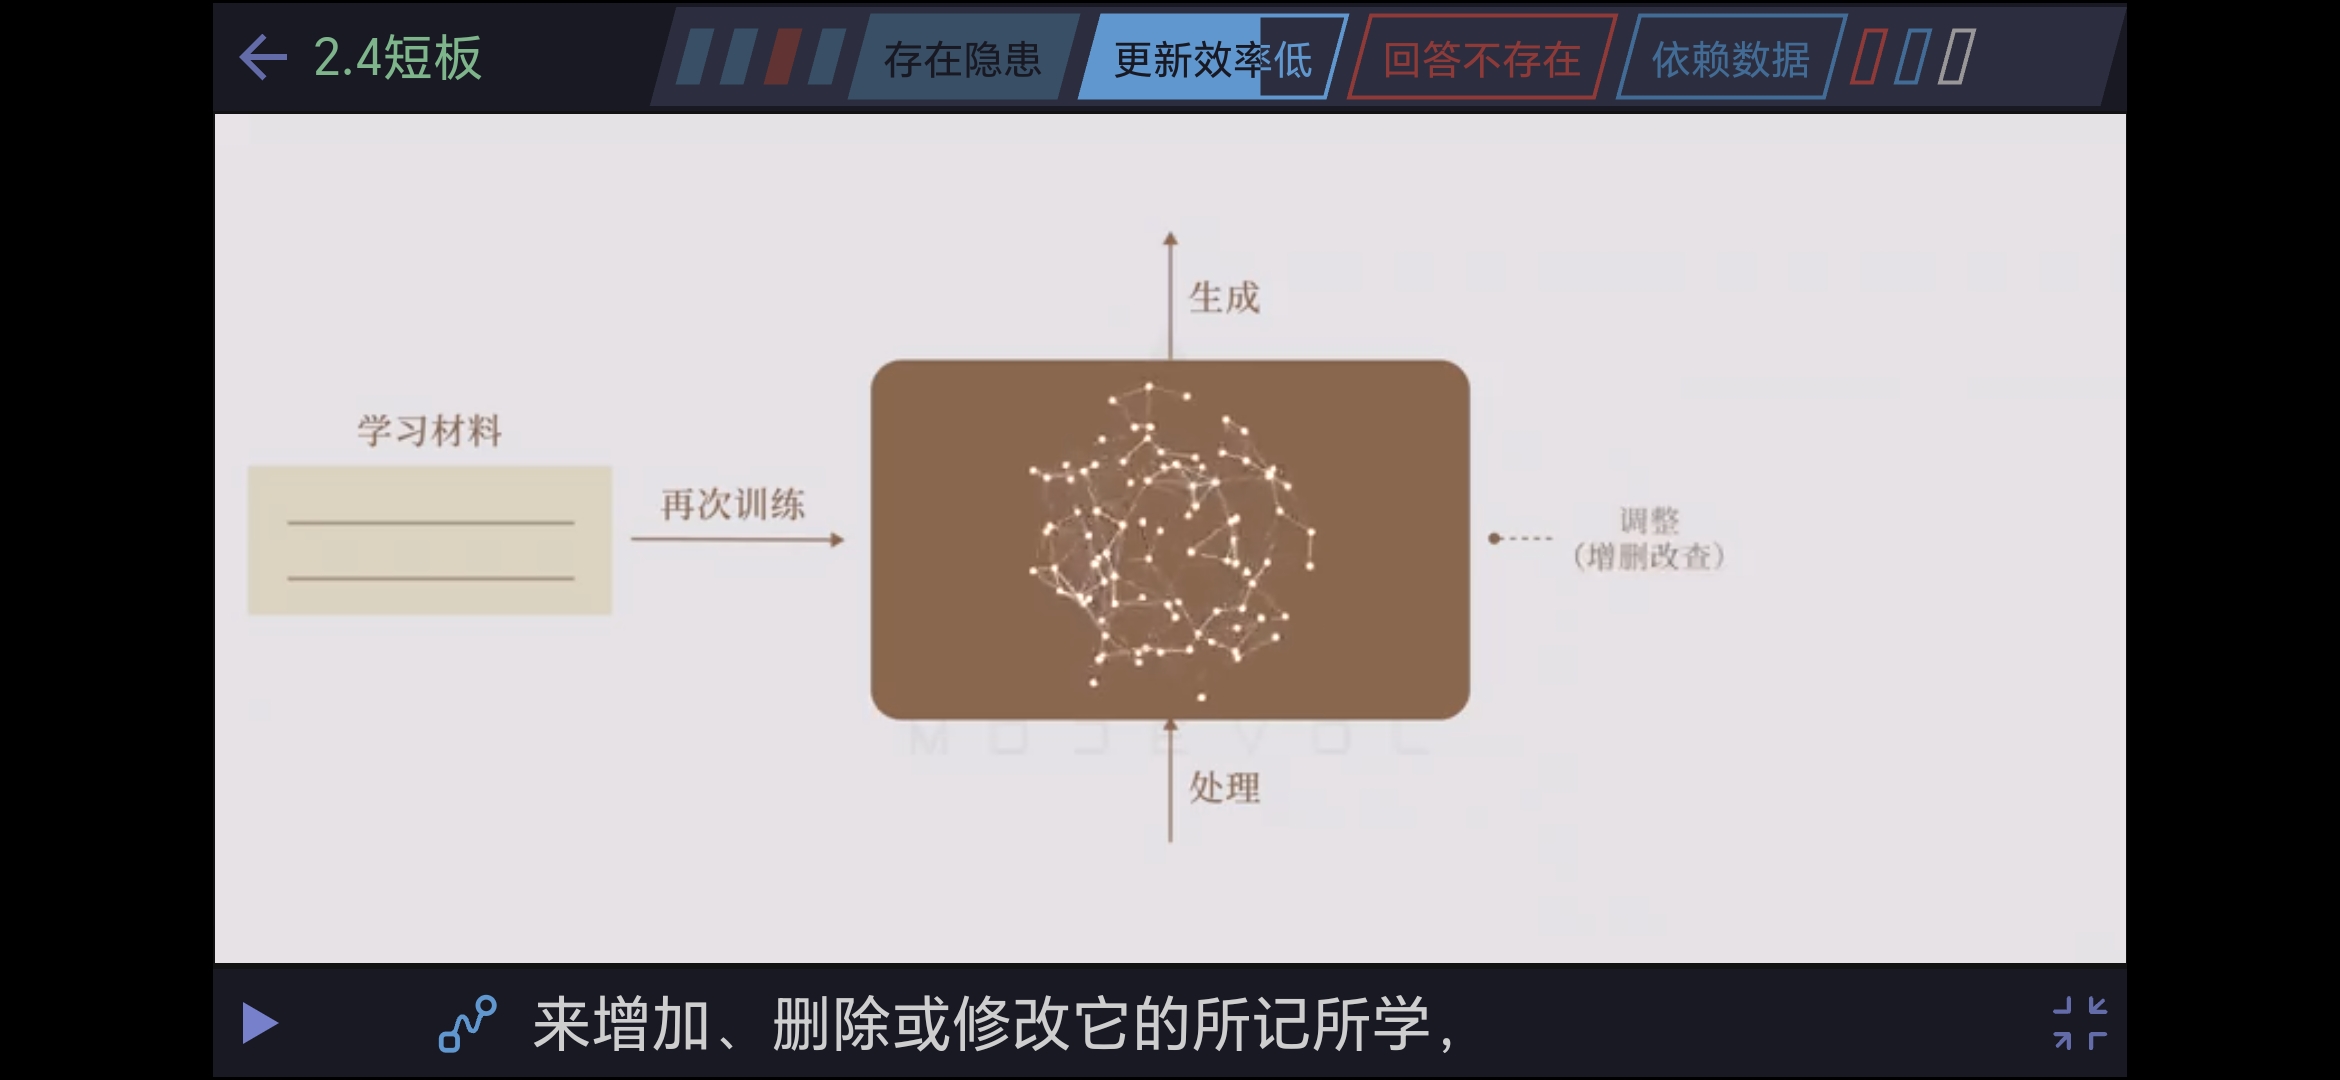 2.4短板
存在隐患
更新效率低
回答不存在
依赖数据
生成
学习材料
再次训练
调整
（增删改查）
MODEVOL
处理
来增加、删除或修改它的所记所学，